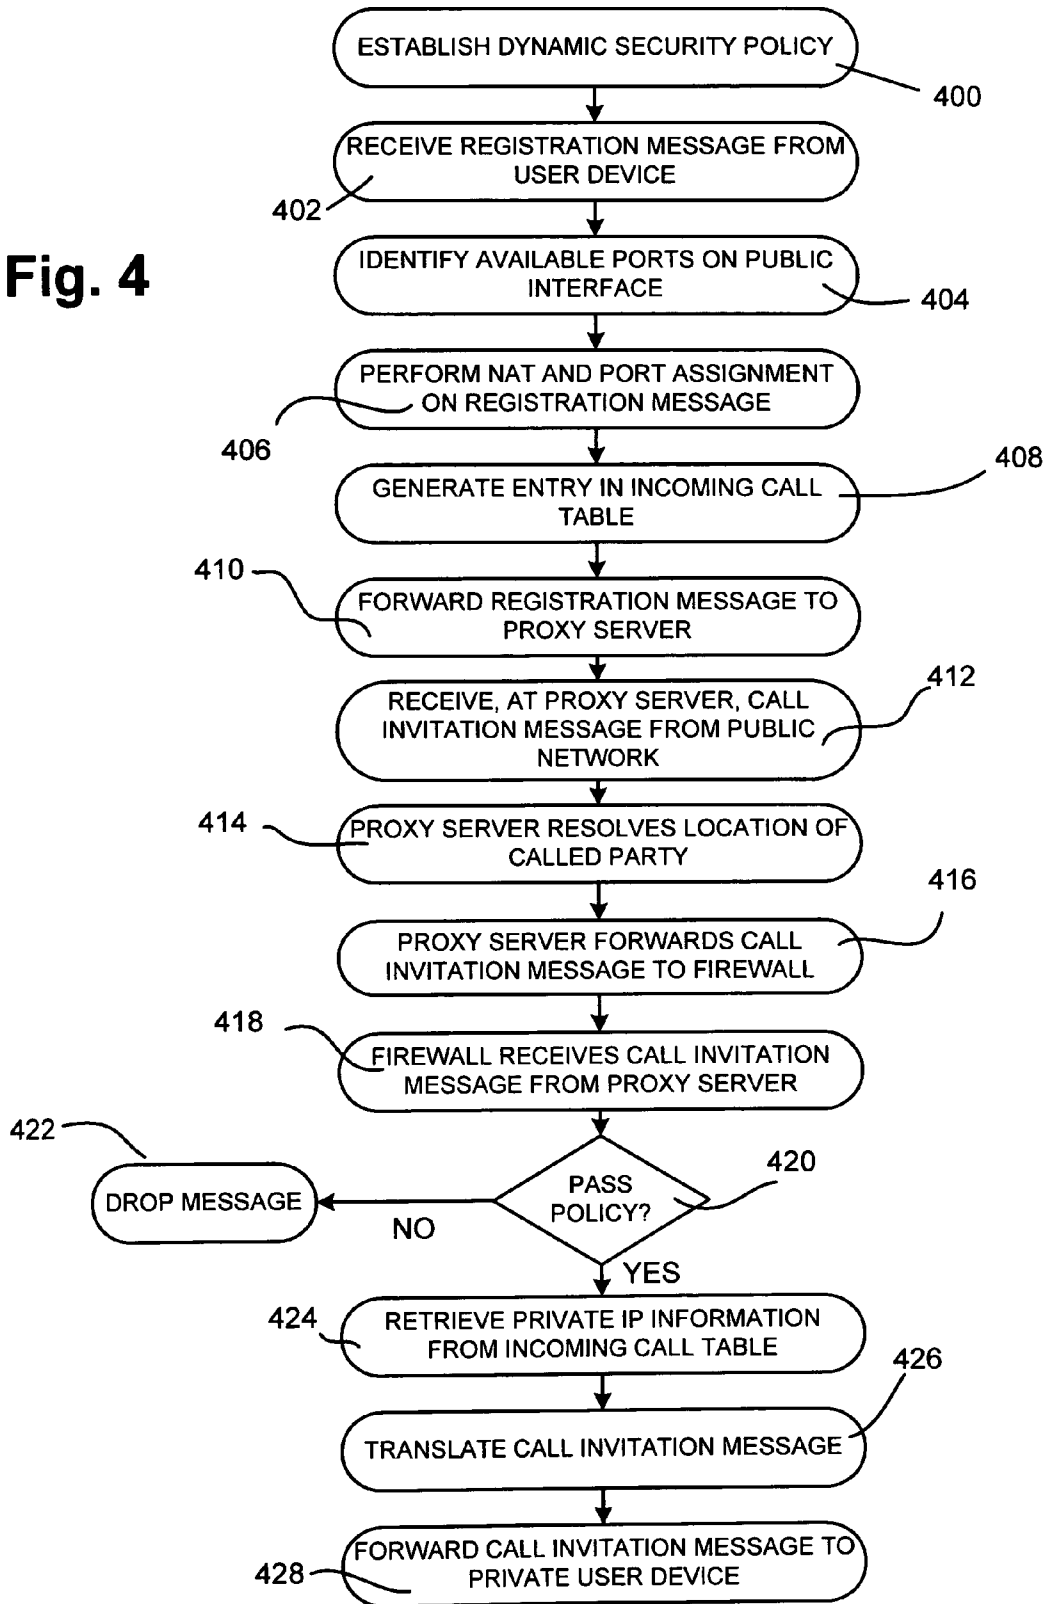 ESTABLISH DYNAMIC SECURITY POLICY
400
RECEIVE REGISTRATION MESSAGE FROM
USER DEVICE
402
Fig. 4
IDENTIFY AVAILABLE PORTS ON PUBLIC
INTERFACE
404
PERFORM NAT AND PORT ASSIGNMENT
ON REGISTRATION MESSAGE
406
408
GENERATE ENTRY IN INCOMING CALL
TABLE
410
FORWARD REGISTRATION MESSAGE TO
PROXY SERVER
412
RECEIVE, AT PROXY SERVER, CALL
INVITATION MESSAGE FROM PUBLIC
NETWORK
414
PROXY SERVER RESOLVES LOCATION OF
CALLED PARTY
416
PROXY SERVER FORWARDS CALL
INVITATION MESSAGE TO FIREWALL
418
FIREWALL RECEIVES CALL INVITATION
MESSAGE FROM PROXY SERVER
422
420
PASS
POLICY?
DROP MESSAGE
NO
YES
424
RETRIEVE PRIVATE IP INFORMATION
FROM INCOMING CALL TABLE
426
TRANSLATE CALL INVITATION MESSAGE
FORWARD CALL INVITATION MESSAGE TO
PRIVATE USER DEVICE
428